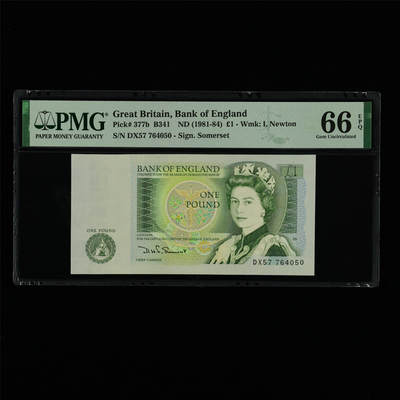 PMG
PAPER MONEY GUARANTY
Great Britain, Bank of England
Pick# 377b B341 ND (1981-84) £1 - Wmk: I. Newton
S/N DX57 764050 - Sign. Somerset
66 EPQ
Gem Uncirculated
BANK OF ENGLAND
£1
ONE
POUND
ONE POUND
DX57 764050